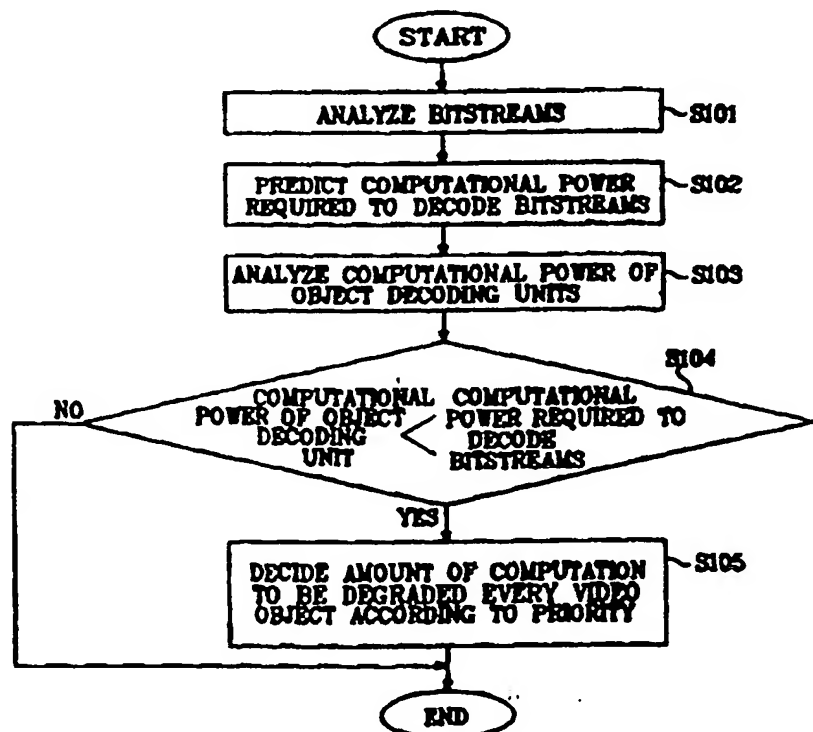 START
ANALYZE BITSTREAMS
S101
PREDICT COMPUTATIONAL POWER
REQUIRED TO DECODE BITSTREAMS
S102
ANALYZE COMPUTATIONAL POWER OF
OBJECT DECODING UNITS
S103
S104
NO
COMPUTATIONAL
POWER OF OBJECT
DECODING
UNIT
<
COMPUTATIONAL
POWER REQUIRED TO
DECODE
BITSTREAMS
YES
DECIDE AMOUNT OF COMPUTATION
TO BE DEGRADED EVERY VIDEO
OBJECT ACCORDING TO PRIORITY
S105
END